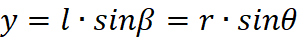 y = l · sinβ = r · sinθ